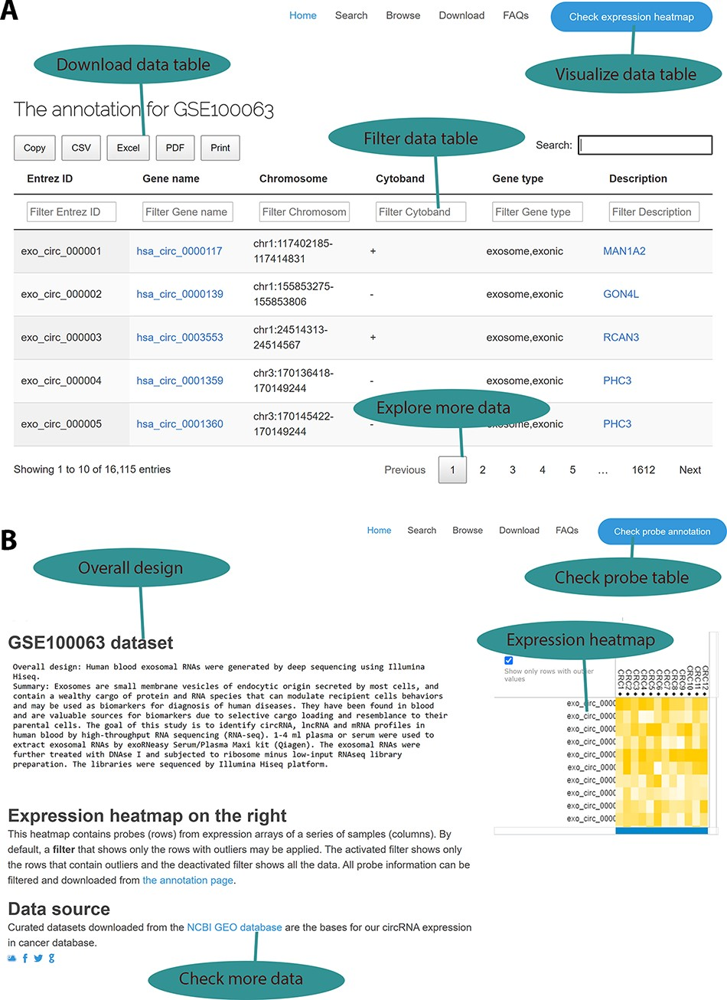 A
Home Search Browse Download FAQs Check expression heatmap
Download data table
Visualize data table
The annotation for GSE100063
Filter data table
Copy CSV Excel PDF Print
Search:
Entrez ID Gene name Chromosome Cytoband Gene type Description
Filter Entrez ID Filter Gene name Filter Chromosom Filter Cytoband Filter Gene type Filter Description
exo_circ_000001 hsa_circ_0000117 chr1:117402185- + exosome,exonic MAN1A2
117414831
exo_circ_000002 hsa_circ_0000139 chr1:155853275- - exosome,exonic GON4L
155853806
exo_circ_000003 hsa_circ_0003553 chr1:24514313- + exosome,exonic RCAN3
24514567
exo_circ_000004 hsa_circ_0001359 chr3:170136418- - exosome,exonic PHC3
170149244
Explore more data
exo_circ_000005 hsa_circ_0001360 chr3:170145422- - exosome,exonic PHC3
170149244
Showing 1 to 10 of 16,115 entries
Previous 1 2 3 4 5 … 1612 Next
B
Home Search Browse Download FAQs Check probe annotation
Overall design
Check probe table
GSE100063 dataset
Overall design: Human blood exosomal RNAs were generated by deep sequencing using Illumina
Hiseq.
Summary: Exosomes are small membrane vesicles of endocytic origin secreted by most cells, and
contain a wealthy cargo of protein and RNA species that can modulate recipient cells behaviors
and may be used as biomarkers for diagnosis of human diseases. They have been found in blood
and are valuable sources for biomarkers due to selective cargo loading and resemblance to their
parental cells. The goal of this study is to identify circRNA, lncRNA and mRNA profiles in
human blood by high-throughput RNA sequencing (RNA-seq). 1-4 ml plasma or serum were used to
extract exosomal RNAs by exoRNeasy Serum/Plasma Maxi kit (Qiagen). The exosomal RNAs were
further treated with DNAse I and subjected to ribosome minus low-input RNAseq library
preparation. The libraries were sequenced by Illumina Hiseq platform.
Expression heatmap
Show only rows with outlier
values
CRC1
CRC2
CRC3
CRC4
CRC5
CRC6
CRC7
CRC8
CRC9
CRC10
CRC11
CRC12
exo_circ_0000
exo_circ_0000
exo_circ_0000
exo_circ_0000
exo_circ_0000
exo_circ_0000
exo_circ_0000
exo_circ_0000
exo_circ_0000
exo_circ_0000
Expression heatmap on the right
This heatmap contains probes (rows) from expression arrays of a series of samples (columns). By
default, a filter that shows only the rows with outliers may be applied. The activated filter shows only
the rows that contain outliers and the deactivated filter shows all the data. All probe information can be
filtered and downloaded from the annotation page.
Data source
Curated datasets downloaded from the NCBI GEO database are the bases for our circRNA expression
in cancer database.
Check more data